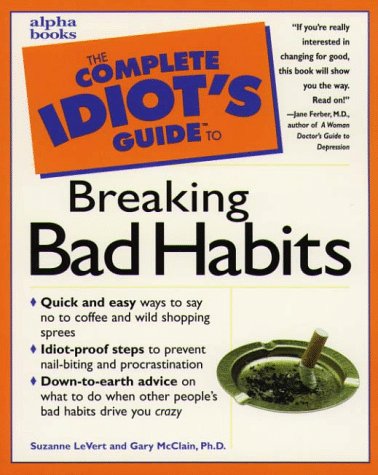 alpha
books
THE
COMPLETE
IDIOT'S
GUIDE™ TO
"If you're really
interested in
changing for good,
this book will show
you the way.
Read on!"
—Jane Ferber, M.D.,
author of A Woman
Doctor's Guide to
Depression
Breaking
Bad Habits
♦ Quick and easy ways to say
no to coffee and wild shopping
sprees
♦ Idiot-proof steps to prevent
nail-biting and procrastination
♦ Down-to-earth advice on
what to do when other people's
bad habits drive you crazy
Suzanne LeVert and Gary McClain, Ph.D.